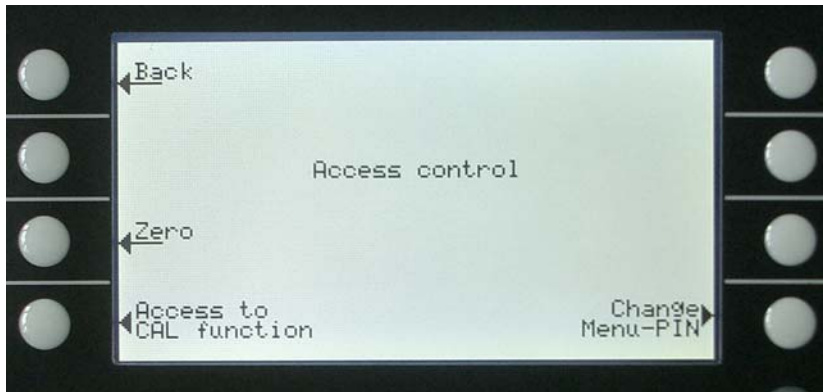 Back
Access control
Zero
Access to
CAL function
Change
Menu-PIN